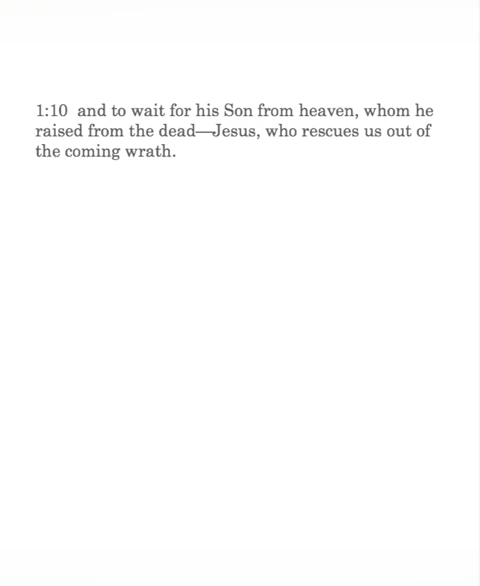 1:10 and to wait for his Son from heaven, whom he
raised from the dead—Jesus, who rescues us out of
the coming wrath.